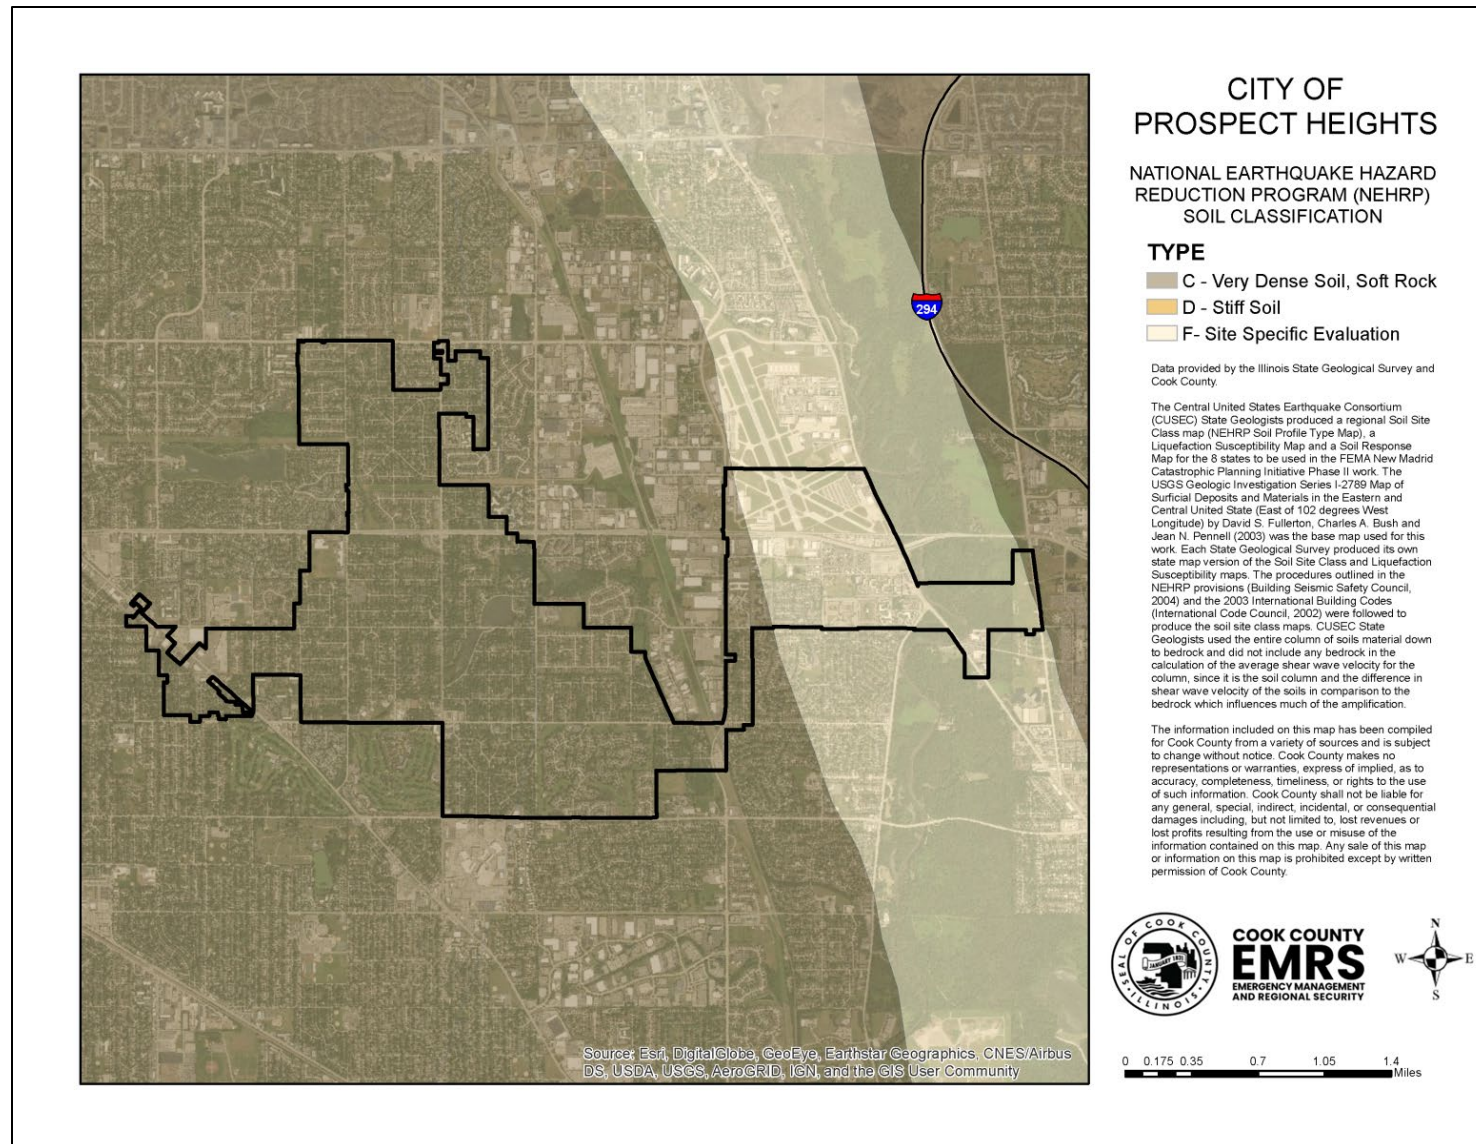 CITY OF
PROSPECT HEIGHTS
NATIONAL EARTHQUAKE HAZARD
REDUCTION PROGRAM (NEHRP)
SOIL CLASSIFICATION
TYPE
C - Very Dense Soil, Soft Rock
D - Stiff Soil
F- Site Specific Evaluation
Data provided by the Illinois State Geological Survey and
Cook County.
The Central United States Earthquake Consortium
(CUSEC) State Geologists produced a regional Soil Site
Class map (NEHRP Soil Profile Type Map), a
Liquefaction Susceptibility Map and a Soil Response
Map for the 8 states to be used in the FEMA New Madrid
Catastrophic Planning Initiative Phase II work. The
USGS Geologic Investigation Series I-2789 Map of
Surficial Deposits and Materials in the Eastern and
Central United State (East of 102 degrees West
Longitude) by David S. Fullerton, Charles A. Bush and
Jean N. Pennell (2003) was the base map used for this
work. Each State Geological Survey produced its own
state map version of the Soil Site Class and Liquefaction
Susceptibility maps. The procedures outlined in the
NEHRP provisions (Building Seismic Safety Council,
2004) and the 2003 International Building Codes
(International Code Council, 2002) were followed to
produce the soil site class maps. CUSEC State
Geologists used the entire column of soils material down
to bedrock and did not include any bedrock in the
calculation of the average shear wave velocity for the
column, since it is the soil column and the difference in
shear wave velocity of the soils in comparison to the
bedrock which influences much of the amplification.
The information included on this map has been compiled
for Cook County from a variety of sources and is subject
to change without notice. Cook County makes no
representations or warranties, express of implied, as to
accuracy, completeness, timeliness, or rights to the use
of such information. Cook County shall not be liable for
any general, special, indirect, incidental, or consequential
damages including, but not limited to, lost revenues or
lost profits resulting from the use or misuse of the
information contained on this map. Any sale of this map
or information on this map is prohibited except by written
permission of Cook County.
294
SEAL OF COOK COUNTY
JANUARY 1831
ILLINOIS
COOK COUNTY
EMRS
EMERGENCY MANAGEMENT
AND REGIONAL SECURITY
N
W E
S
Source: Esri, DigitalGlobe, GeoEye, Earthstar Geographics, CNES/Airbus
DS, USDA, USGS, AeroGRID, IGN, and the GIS User Community
0 0.175 0.35 0.7 1.05 1.4
Miles